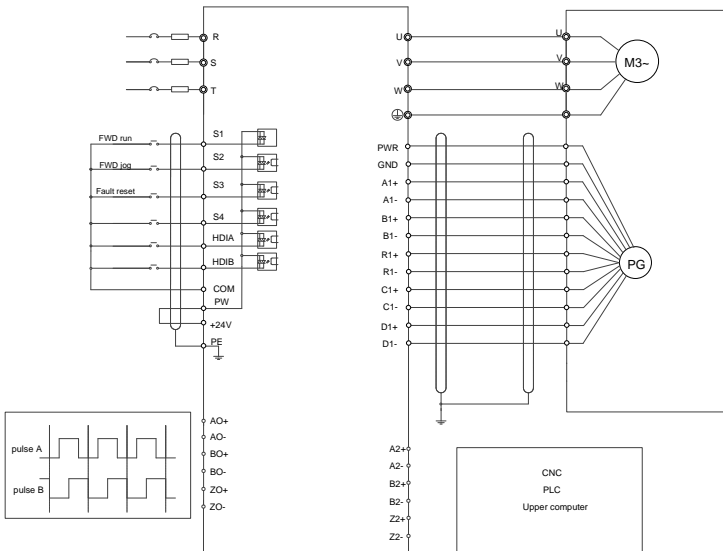 R
S
T
U
V
W
U
V
W
M3~
FWD run
S1
FWD jog
S2
Fault reset
S3
S4
HDIA
HDIB
COM
PW
+24V
PE
PWR
GND
A1+
A1-
B1+
B1-
R1+
R1-
C1+
C1-
D1+
D1-
PG
pulse A
pulse B
AO+
AO-
BO+
BO-
ZO+
ZO-
A2+
A2-
B2+
B2-
Z2+
Z2-
CNC
PLC
Upper computer